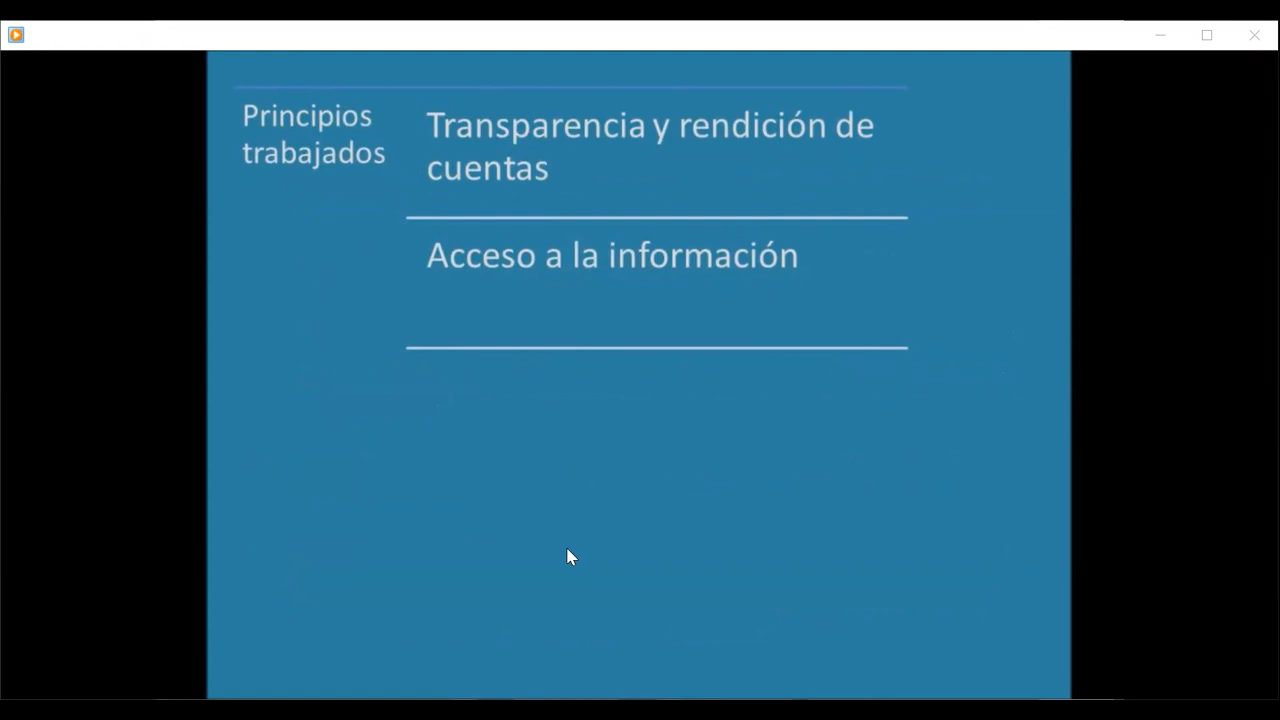 Principios
trabajados
Transparencia y rendición de
cuentas
Acceso a la información